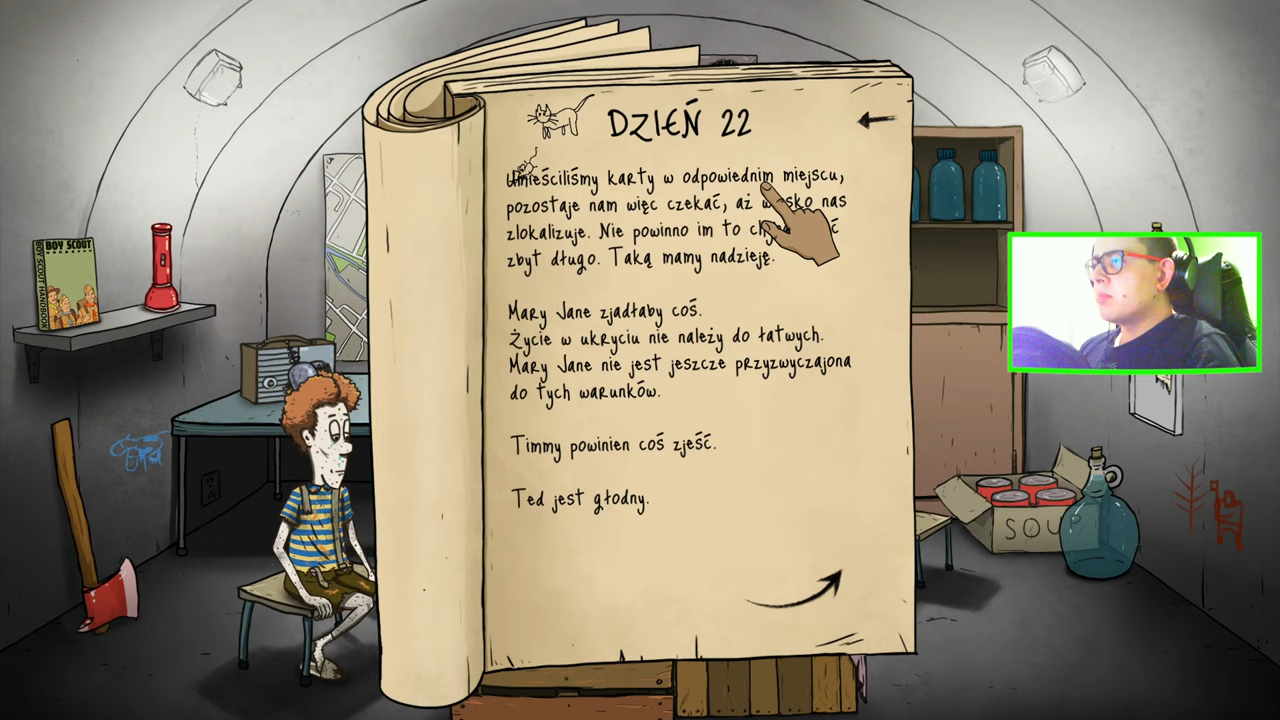 DZIEŃ 22
Umieściliśmy karty w odpowiednim miejscu,
pozostaje nam więc czekać, aż nas
zlokalizuje. Nie powinno im to
zbyt długo. Taką mamy nadzieję.
Mary Jane zjadłaby coś.
Życie w ukryciu nie należy do łatwych.
Mary Jane nie jest jeszcze przyzwyczajona
do tych warunków.
Timmy powinien coś zjeść.
Ted jest głodny.
BOY SCOUT
BOY SCOUT HANDBOOK
SOUP